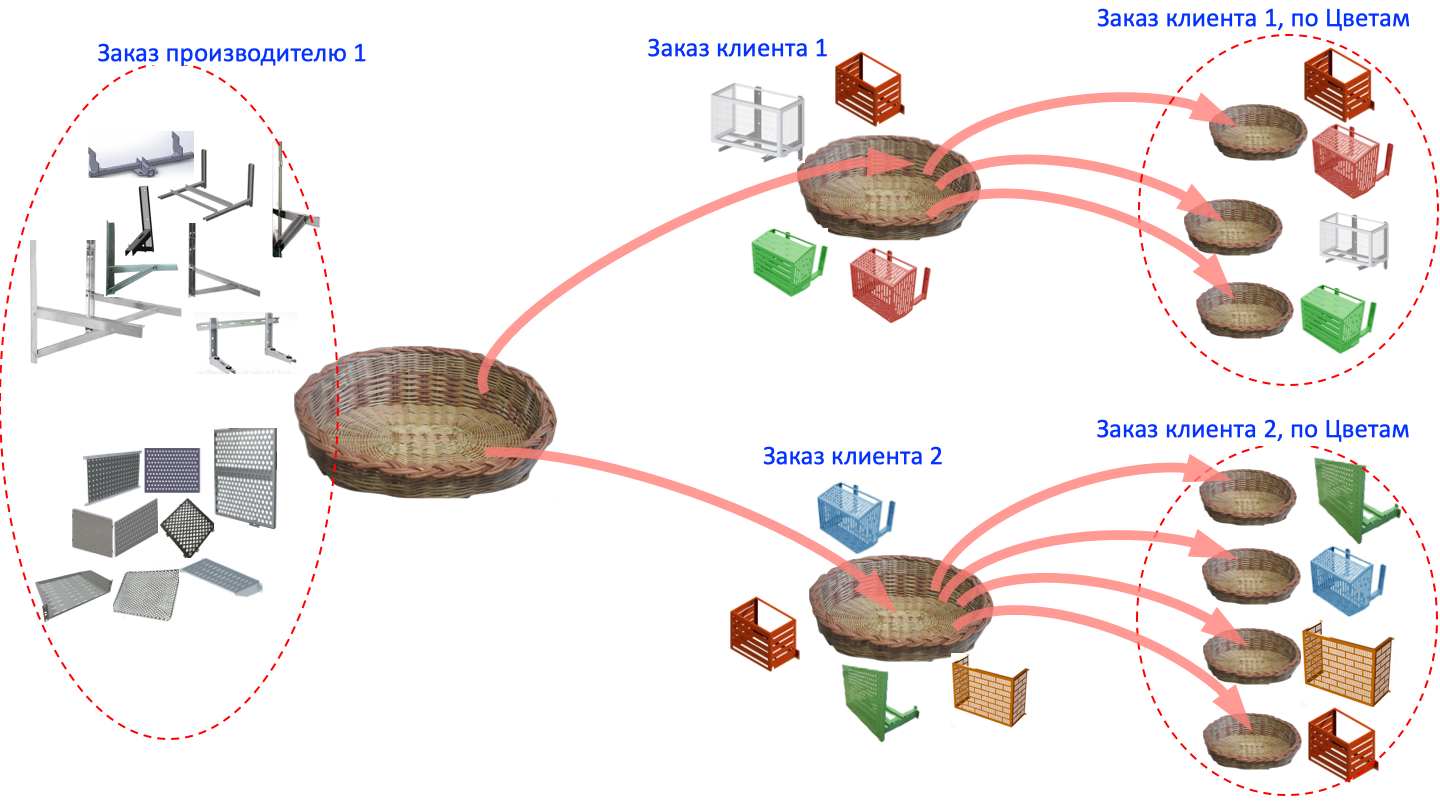 Заказ производителю 1
Заказ клиента 1
Заказ клиента 1, по Цветам
Заказ клиента 2
Заказ клиента 2, по Цветам